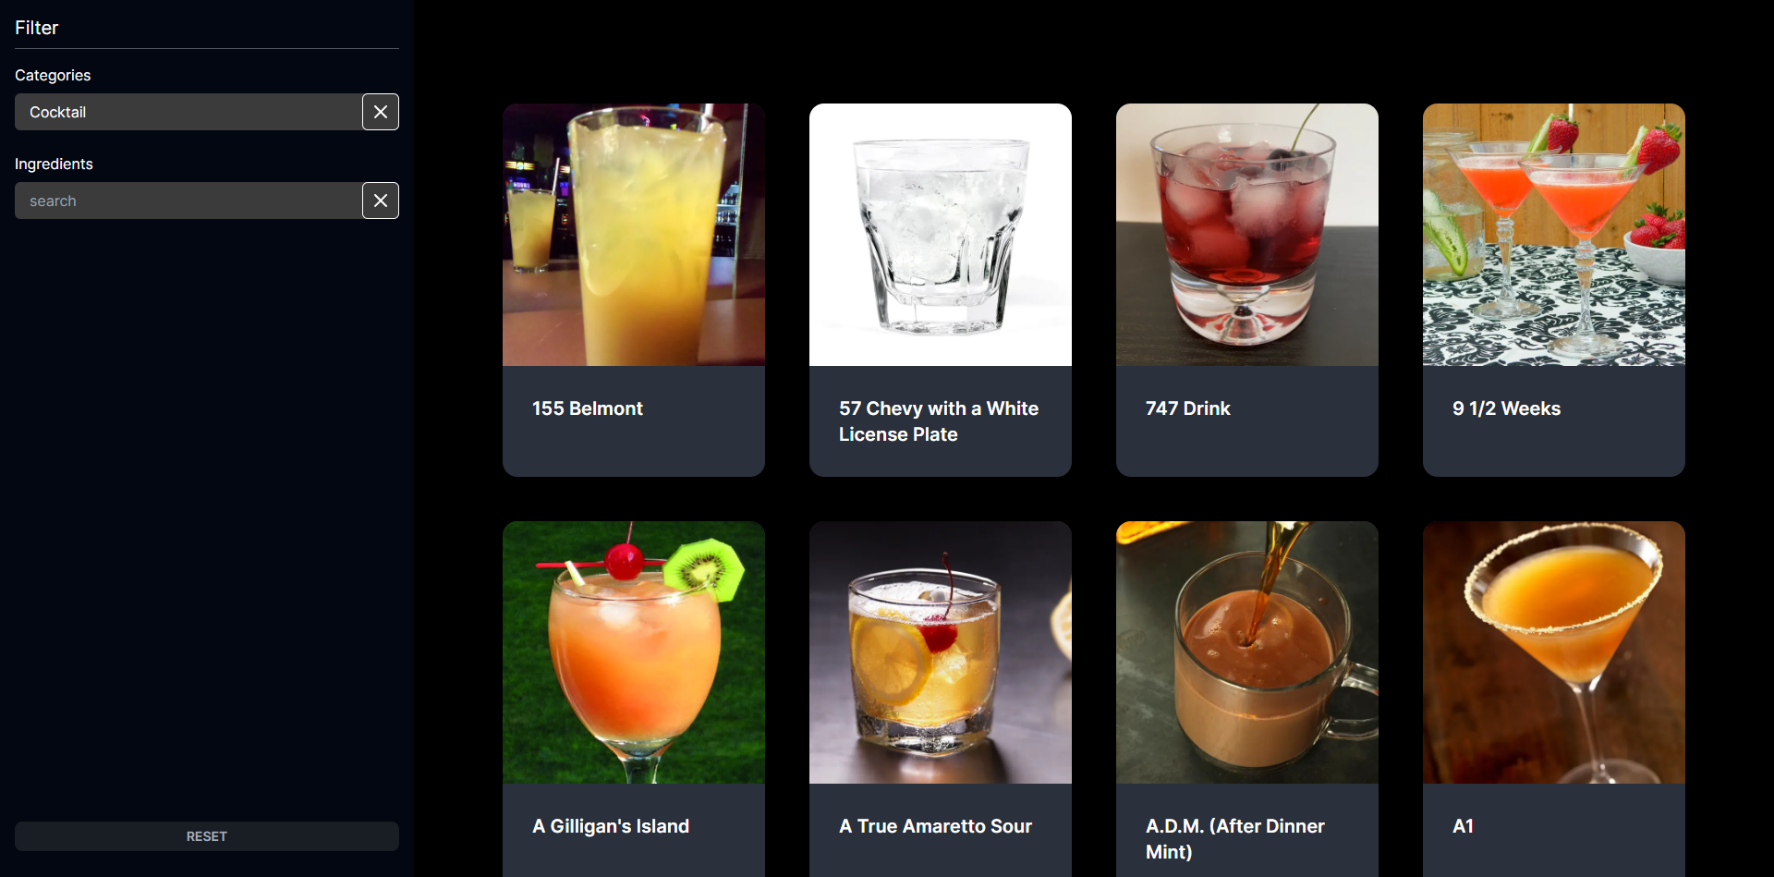 Filter
Categories
Cocktail
Ingredients
search
RESET
155 Belmont
57 Chevy with a White
License Plate
747 Drink
9 1/2 Weeks
A Gilligan's Island
A True Amaretto Sour
A.D.M. (After Dinner
Mint)
A1